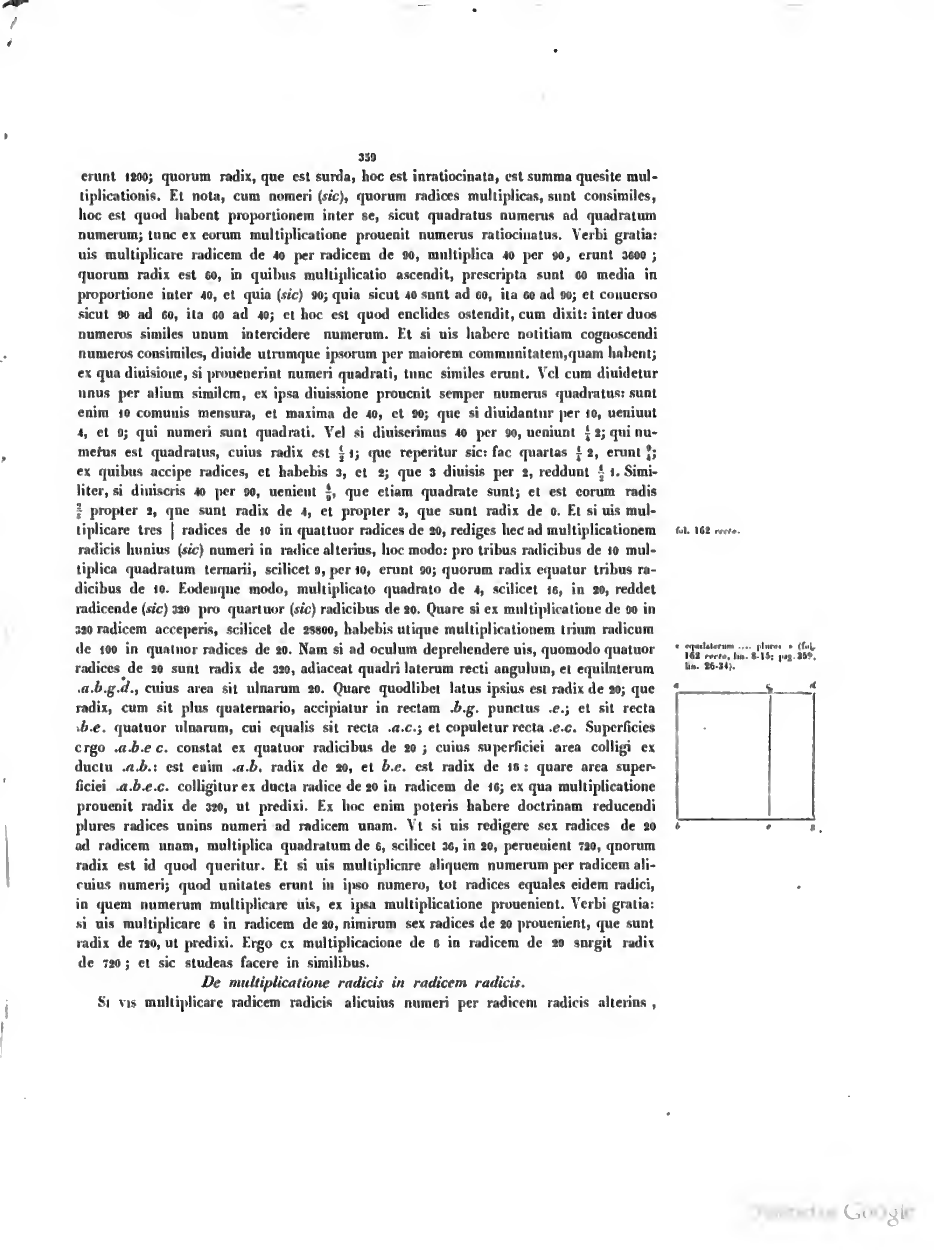 359
erunt 1200; quorum radix, que est surda, hoc est inratiocinata, est summa quesite mul-
tiplicationis. Et nota, cum nomeri (sic), quorum radices multiplicas, sunt consimiles,
hoc est quod habent proportionem inter se, sicut quadratus numerus ad quadratum
numerum; tunc ex eorum multiplicatione prouenit numerus ratiocinatus. Verbi gratia:
uis multiplicare radicem de 40 per radicem de 90, multiplica 40 per 90, erunt 3600 ;
quorum radix est 60, in quibus multiplicatio ascendit, prescripta sunt 60 media in
proportione inter 40, et quia (sic) 90; quia sicut 40 sunt ad 60, ita 60 ad 90; et conuerso
sicut 90 ad 60, ita 60 ad 40; et hoc est quod euclides ostendit, cum dixit: inter duos
numeros similes unum intercidere numerum. Et si uis habere notitiam cognoscendi
numeros consimiles, diuide utrumque ipsorum per maiorem communitatem, quam habent;
ex qua diuisione, si prouenerint numeri quadrati, tunc similes erunt. Vel cum diuidetur
unus per alium similem, ex ipsa diuissione prouenit semper numerus quadratus: sunt
enim 10 comunis mensura, et maxima de 40, et 90; que si diuidantur per 10, ueniunt
4, et 9; qui numeri sunt quadrati. Vel si diuiserimus 40 per 90, ueniunt 1/4 2; qui nu-
merus est quadratus, cuius radix est 1/2 1; que reperitur sic: fac quartas 1/4 2, erunt 9/4;
ex quibus accipe radices, et habebis 3, et 2; que 3 diuisis per 2, reddunt 1/2 1. Simi-
liter, si diuiseris 40 per 90, uenient 4/9, que etiam quadrate sunt; et est eorum radis
2/3 propter 2, que sunt radix de 4, et propter 3, que sunt radix de 9. Et si uis mul-
tiplicare tres | radices de 10 in quattuor radices de 20, rediges hec ad multiplicationem
fol. 162 recto.
radicis hunius (sic) numeri in radice alterius, hoc modo: pro tribus radicibus de 10 mul-
tiplica quadratum ternarii, scilicet 9, per 10, erunt 90; quorum radix equatur tribus ra-
dicibus de 10. Eodemque modo, multiplicato quadrato de 4, scilicet 16, in 20, reddet
radicende (sic) 320 pro quartuor (sic) radicibus de 20. Quare si ex multiplicatione de 90 in
320 radicem acceperis, scilicet de 28800, habebis utique multiplicationem trium radicum
de 100 in quatuor radices de 20. Nam si ad oculum deprehendere uis, quomodo quatuor
radices de 20 sunt radix de 320, adiaceat quadri laterum recti angulum, et equilaterum
« equilaterum .... plures » (fol.
162 recto, lin. 8-15; pag. 359,
lin. 26-34).
.a.b.g.d., cuius area sit ulnarum 20. Quare quodlibet latus ipsius est radix de 20; que
radix, cum sit plus quaternario, accipiatur in rectam .b.g. punctus .e.; et sit recta
.b.e. quatuor ulnarum, cui equalis sit recta .a.c.; et copuletur recta .e.c. Superficies
ergo .a.b.e c. constat ex quatuor radicibus de 20 ; cuius superficiei area colligi ex
ductu .a.b.: est enim .a.b. radix de 20, et b.e. est radix de 16 : quare area super-
ficiei .a.b.e.c. colligitur ex ducta radice de 20 in radicem de 16; ex qua multiplicatione
prouenit radix de 320, ut predixi. Ex hoc enim poteris habere doctrinam reducendi
plures radices unius numeri ad radicem unam. Vt si uis redigere sex radices de 20
ad radicem unam, multiplica quadratum de 6, scilicet 36, in 20, perueuient 720, quorum
radix est id quod queritur. Et si uis multiplicare aliquem numerum per radicem ali-
cuius numeri; quod unitates erunt in ipso numero, tot radices equales eidem radici,
in quem numerum multiplicare uis, ex ipsa multiplicatione prouenient. Verbi gratia:
si uis multiplicare 6 in radicem de 20, nimirum sex radices de 20 prouenient, que sunt
radix de 720, ut predixi. Ergo ex multiplicacione de 6 in radicem de 20 surgit radix
de 720 ; et sic studeas facere in similibus.
De multiplicatione radicis in radicem radicis.
SI VIS multiplicare radicem radicis alicuius numeri per radicem radicis alterius ,
a c d
b e g
Google